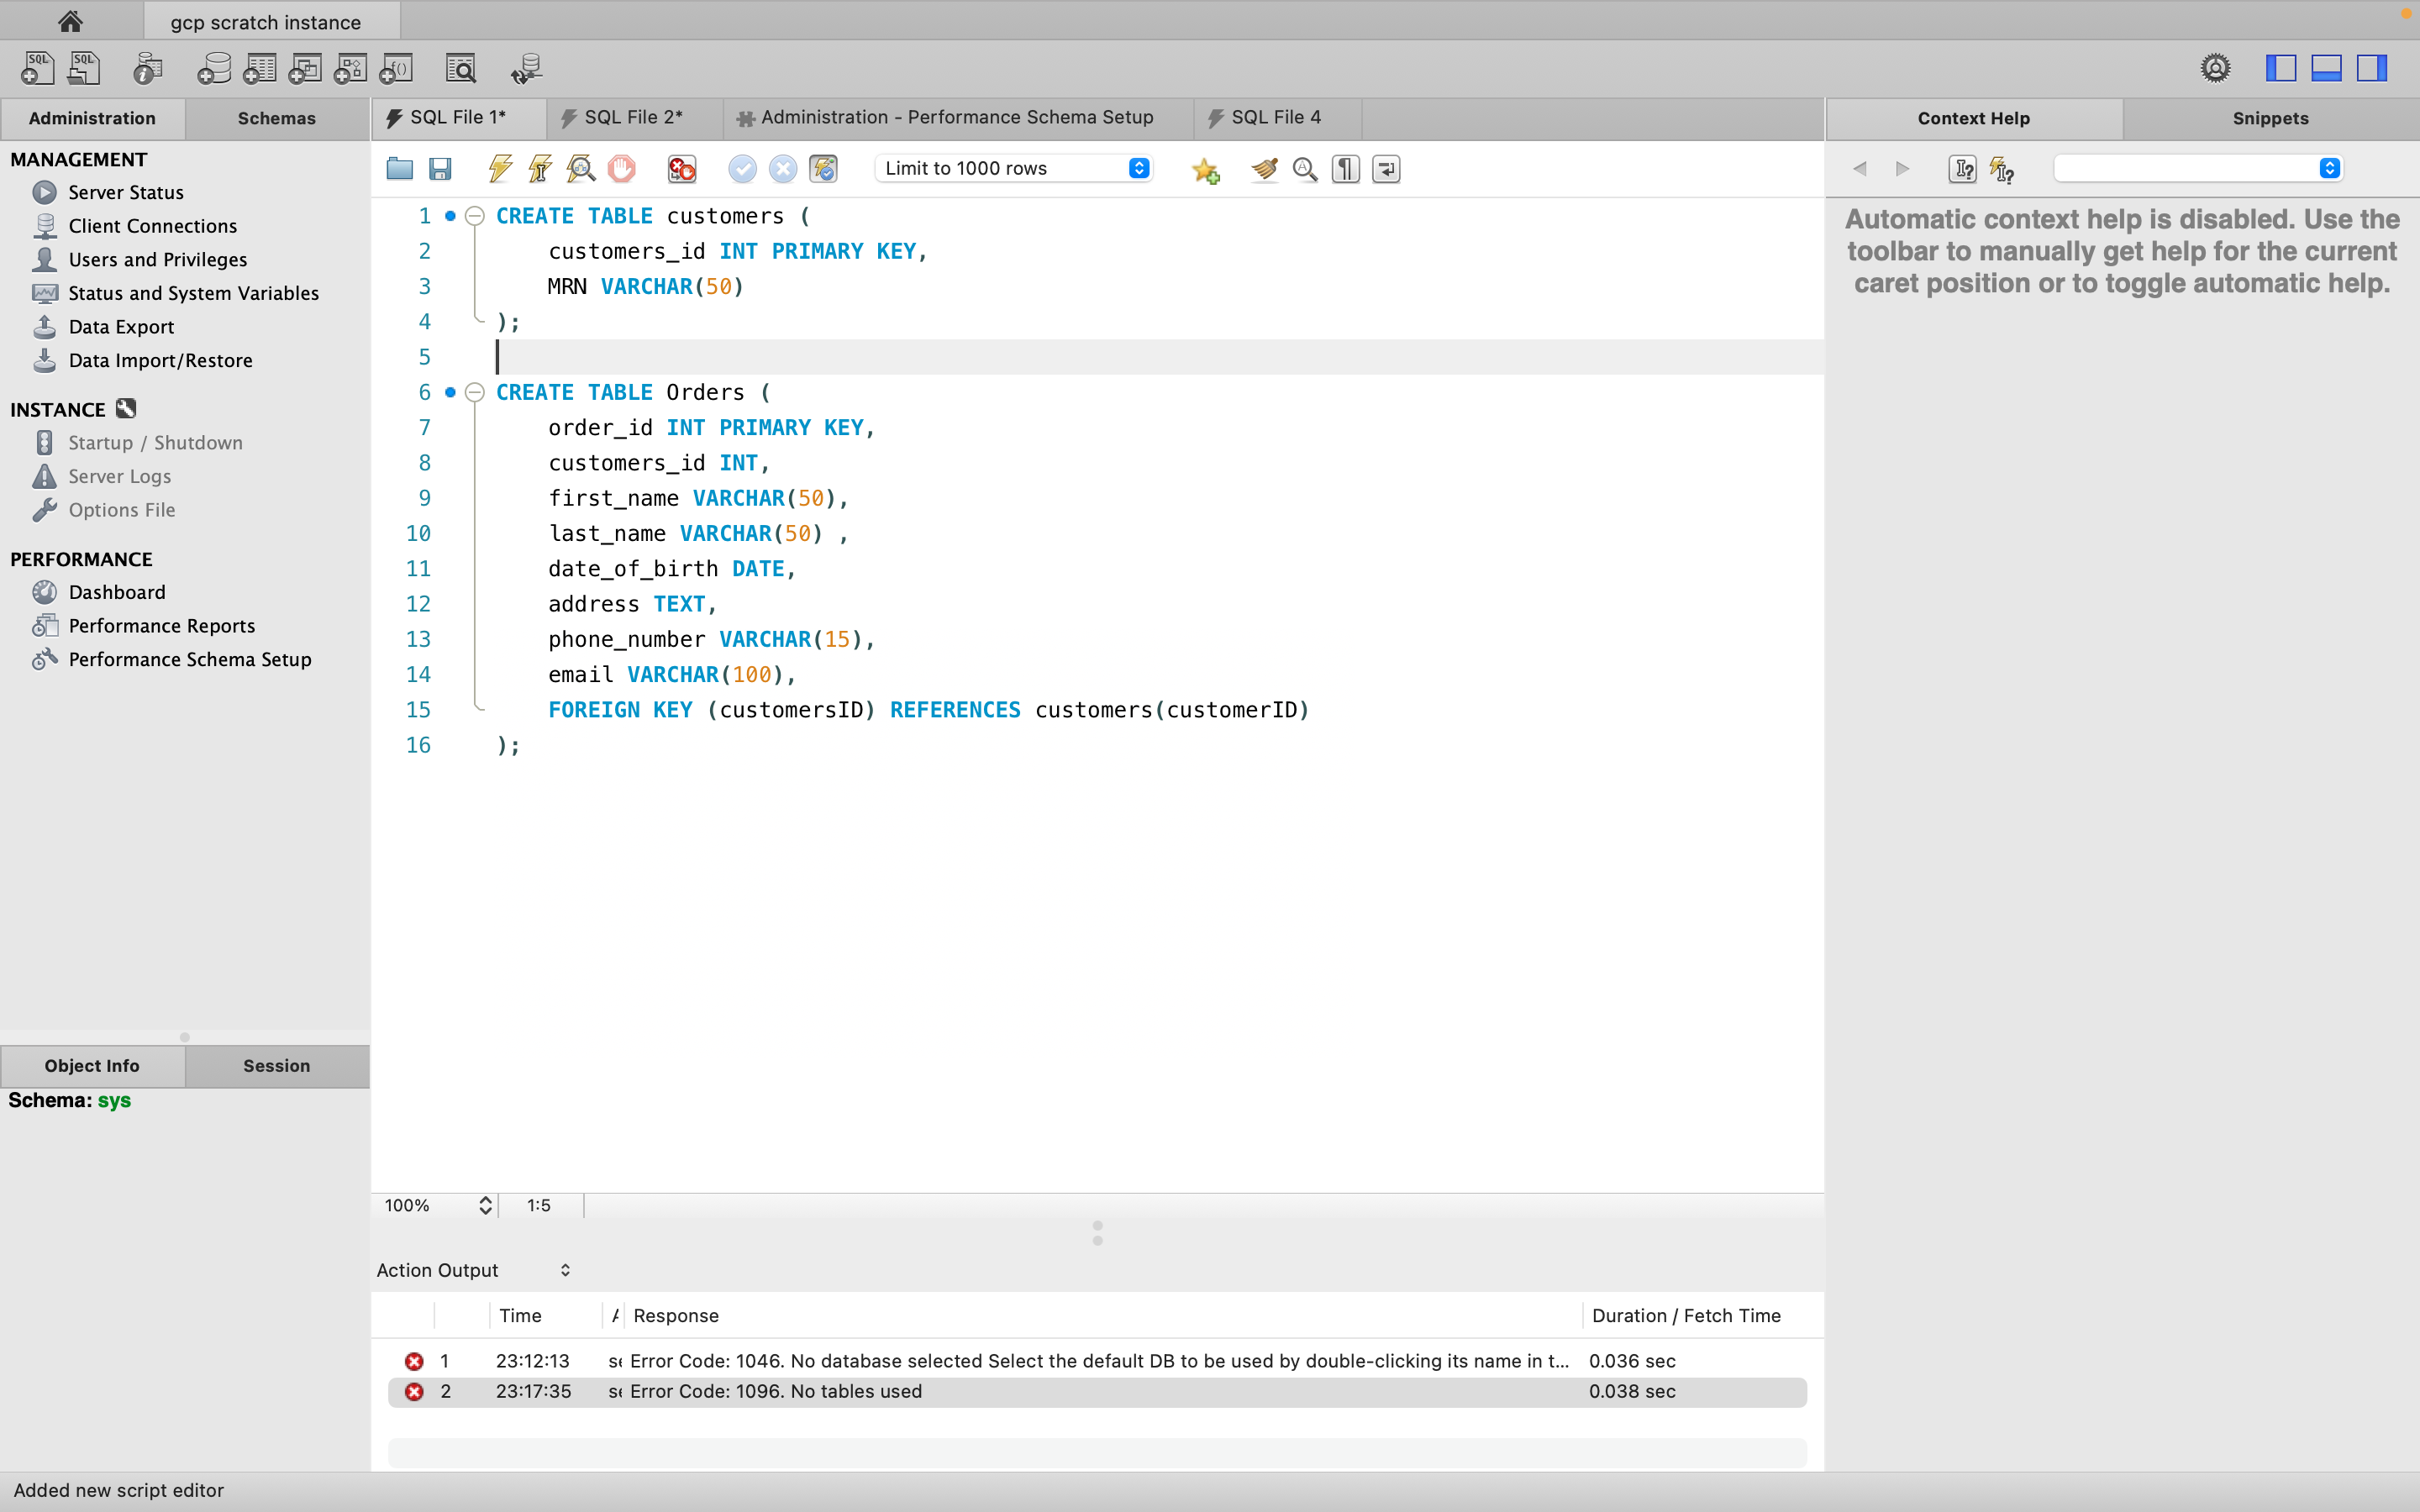 gcp scratch instance
SQL
SQL
Administration
Schemas
SQL File 1*
SQL File 2*
Administration - Performance Schema Setup
SQL File 4
Context Help
Snippets
Limit to 1000 rows
MANAGEMENT
Server Status
Client Connections
Users and Privileges
Status and System Variables
Data Export
Data Import/Restore
INSTANCE
Startup / Shutdown
Server Logs
Options File
PERFORMANCE
Dashboard
Performance Reports
Performance Schema Setup
Object Info
Session
Schema: sys
1 CREATE TABLE customers (
2 customers_id INT PRIMARY KEY,
3 MRN VARCHAR(50)
4 );
5
6 CREATE TABLE Orders (
7 order_id INT PRIMARY KEY,
8 customers_id INT,
9 first_name VARCHAR(50),
10 last_name VARCHAR(50) ,
11 date_of_birth DATE,
12 address TEXT,
13 phone_number VARCHAR(15),
14 email VARCHAR(100),
15 FOREIGN KEY (customersID) REFERENCES customers(customerID)
16 );
100% 1:5
Action Output
Time Response Duration / Fetch Time
1 23:12:13 Error Code: 1046. No database selected Select the default DB to be used by double-clicking its name in t... 0.036 sec
2 23:17:35 Error Code: 1096. No tables used 0.038 sec
Automatic context help is disabled. Use the
toolbar to manually get help for the current
caret position or to toggle automatic help.
Added new script editor